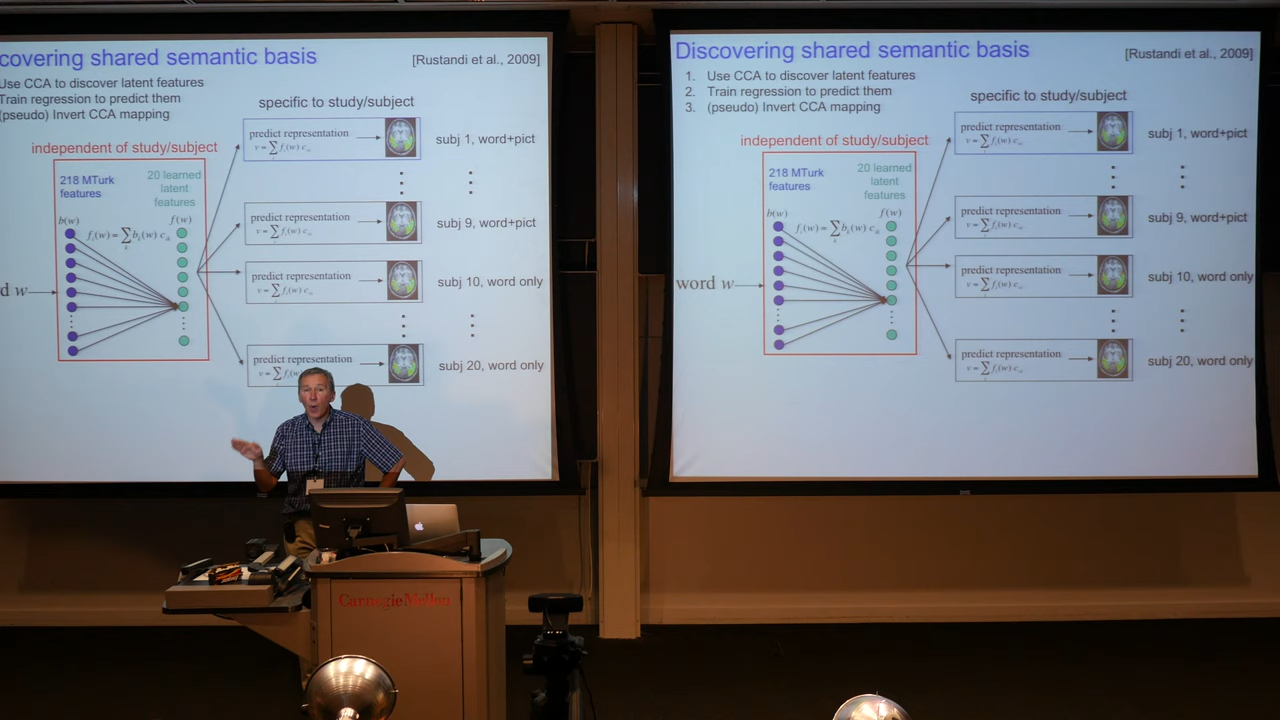 covering shared semantic basis
[Rustandi et al., 2009]
Use CCA to discover latent features
Train regression to predict them
(pseudo) Invert CCA mapping
specific to study/subject
independent of study/subject
218 MTurk
features
20 learned
latent
features
b(w)
f(w)
d w
predict representation
subj 1, word+pict
predict representation
subj 9, word+pict
predict representation
subj 10, word only
predict representation
subj 20, word only
Discovering shared semantic basis
[Rustandi et al., 2009]
1. Use CCA to discover latent features
2. Train regression to predict them
3. (pseudo) Invert CCA mapping
specific to study/subject
independent of study/subject
218 MTurk
features
20 learned
latent
features
b(w)
f(w)
word w
predict representation
subj 1, word+pict
predict representation
subj 9, word+pict
predict representation
subj 10, word only
predict representation
subj 20, word only
Carnegie Mellon